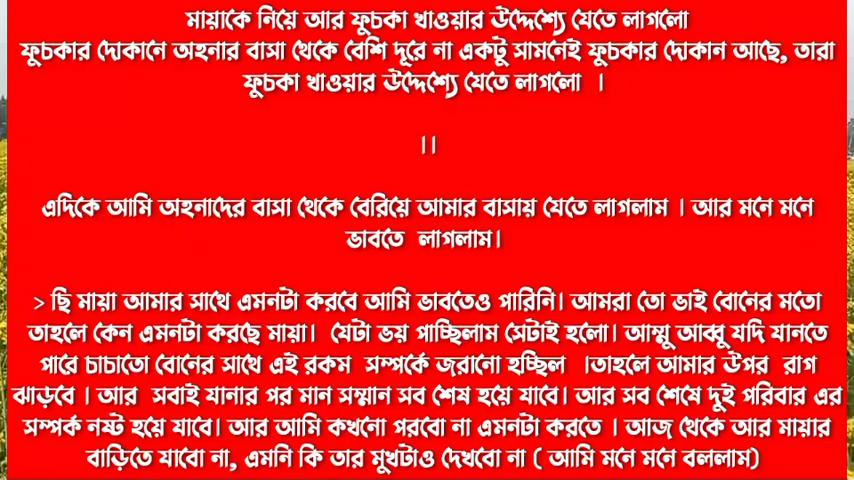 মায়াকে নিয়ে আর ফুচকা খাওয়ার উদ্দেশ্যে যেতে লাগলো
ফুচকার দোকানে অহনার বাসা থেকে বেশি দূরে না একটু সামনেই ফুচকার দোকান আছে, তারা
ফুচকা খাওয়ার উদ্দেশ্যে যেতে লাগলো ।
।।
এদিকে আমি অহনাদের বাসা থেকে বেরিয়ে আমার বাসায় যেতে লাগলাম । আর মনে মনে
ভাবতে লাগলাম।
> ছি মায়া আমার সাথে এমনটা করবে আমি ভাবতেও পারিনি। আমরা তো ভাই বোনের মতো
তাহলে কেন এমনটা করছে মায়া। যেটা ভয় পাচ্ছিলাম সেটাই হলো। আম্মু আব্বু যদি যানতে
পারে চাচাতো বোনের সাথে এই রকম সম্পর্কে জরানো হচ্ছিল ।তাহলে আমার উপর রাগ
ঝাড়বে । আর সবাই যানার পর মান সম্মান সব শেষ হয়ে যাবে। আর সব শেষে দুই পরিবার এর
সম্পর্ক নষ্ট হয়ে যাবে। আর আমি কখনো পরবো না এমনটা করতে । আজ থেকে আর মায়ার
বাড়িতে যাবো না, এমনি কি তার মুখটাও দেখবো না ( আমি মনে মনে বললাম)